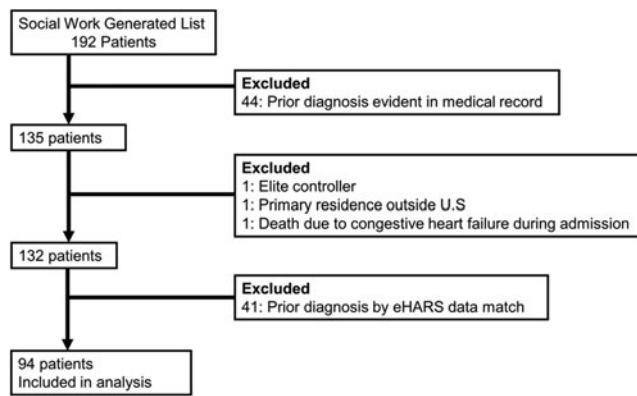 Social Work Generated List
192 Patients
Excluded
44: Prior diagnosis evident in medical record
135 patients
Excluded
1: Elite controller
1: Primary residence outside U.S
1: Death due to congestive heart failure during admission
132 patients
Excluded
41: Prior diagnosis by eHARS data match
94 patients
Included in analysis